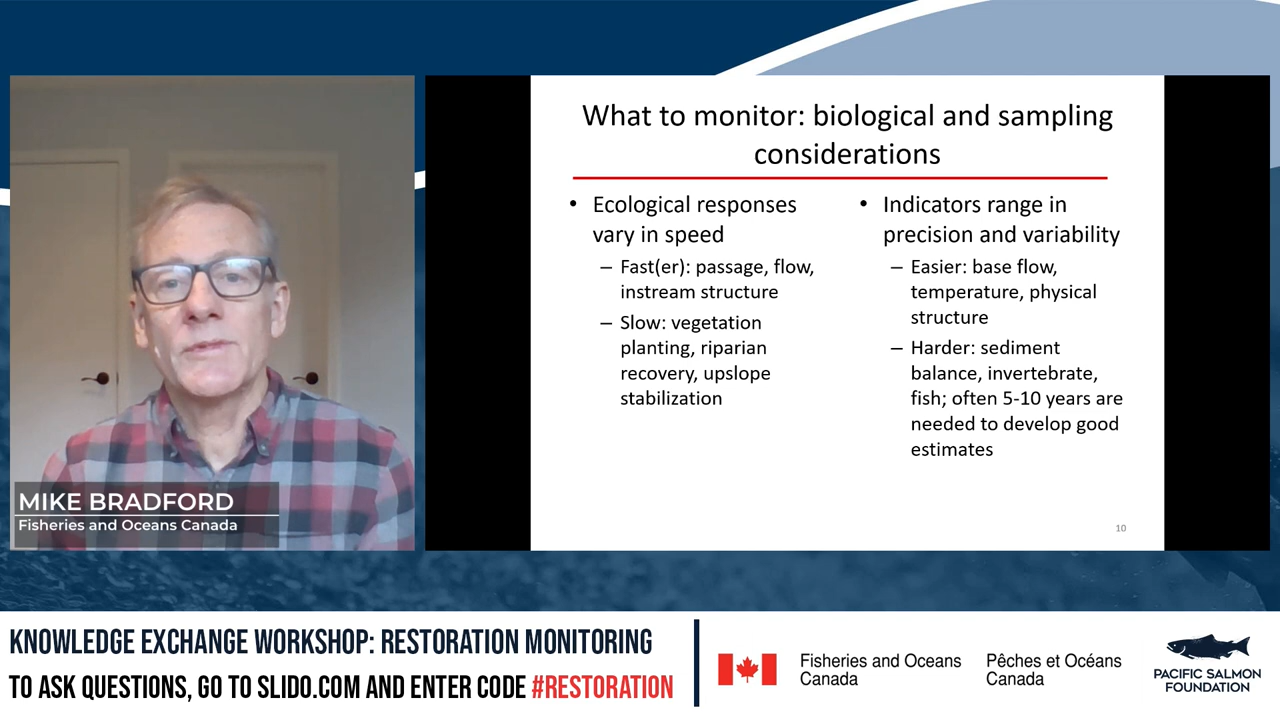 What to monitor: biological and sampling
considerations
• Ecological responses
vary in speed
– Fast(er): passage, flow,
instream structure
– Slow: vegetation
planting, riparian
recovery, upslope
stabilization
• Indicators range in
precision and variability
– Easier: base flow,
temperature, physical
structure
– Harder: sediment
balance, invertebrate,
fish; often 5-10 years are
needed to develop good
estimates
10
MIKE BRADFORD
Fisheries and Oceans Canada
KNOWLEDGE EXCHANGE WORKSHOP: RESTORATION MONITORING
TO ASK QUESTIONS, GO TO SLIDO.COM AND ENTER CODE #RESTORATION
Fisheries and Oceans
Canada
Pêches et Océans
Canada
PACIFIC SALMON
FOUNDATION